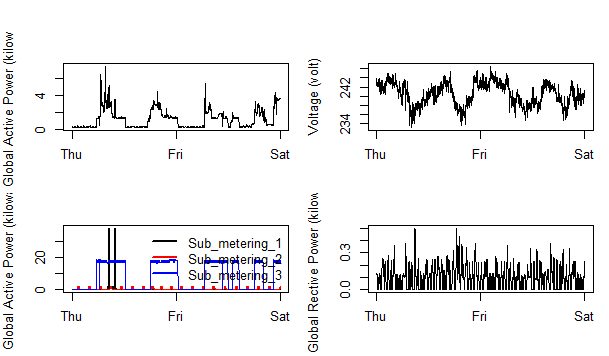 Global Active Power (kilow
4
0
Thu
Fri
Sat
Voltage (volt)
242
234
Thu
Fri
Sat
Global Active Power (kilow
20
0
Sub_metering_1
Sub_metering_2
Sub_metering_3
Thu
Fri
Sat
Global Rective Power (kilow
0.3
0.0
Thu
Fri
Sat